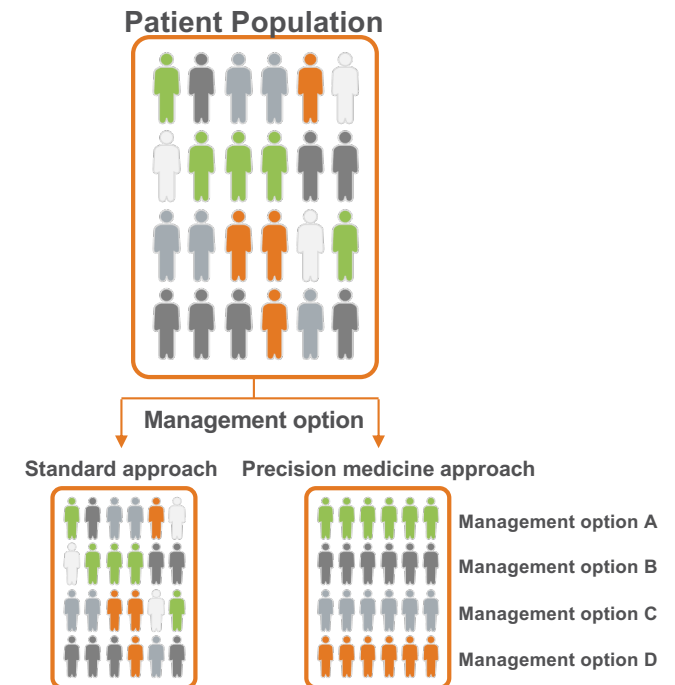 Patient Population
Management option
Standard approach
Precision medicine approach
Management option A
Management option B
Management option C
Management option D